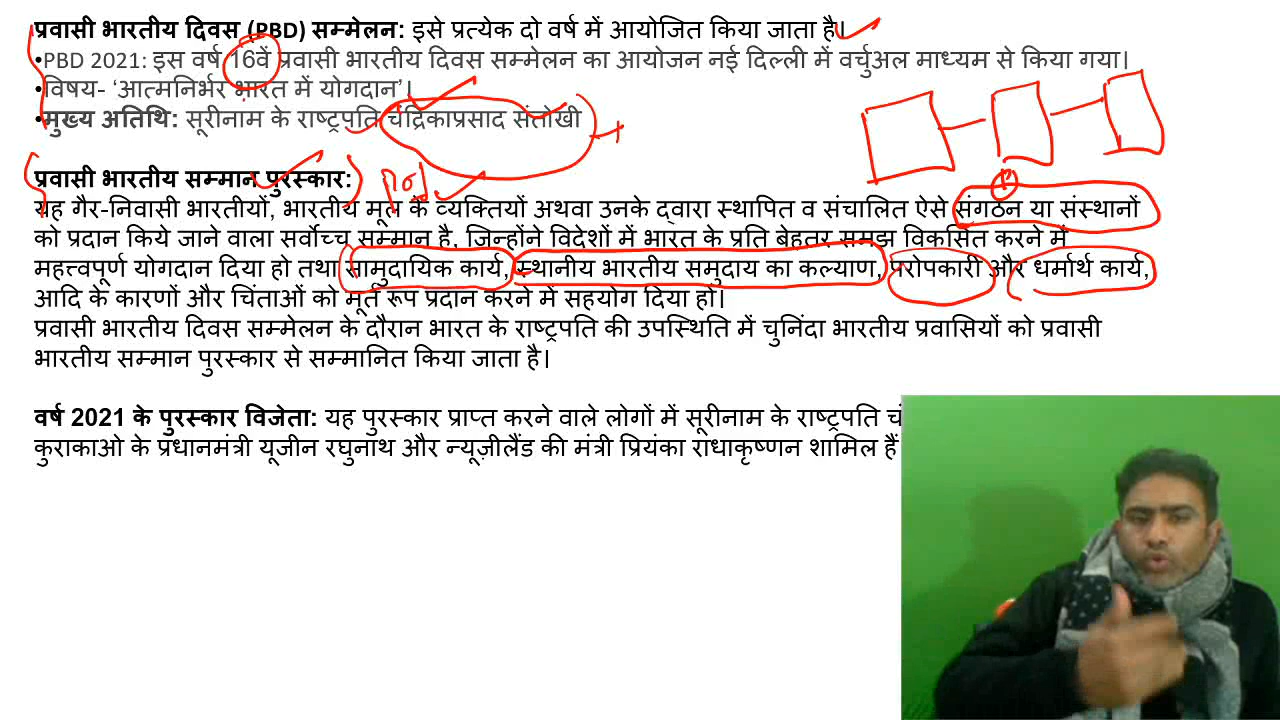 प्रवासी भारतीय दिवस (PBD) सम्मेलन: इसे प्रत्येक दो वर्ष में आयोजित किया जाता है।
•PBD 2021: इस वर्ष 16वें प्रवासी भारतीय दिवस सम्मेलन का आयोजन नई दिल्ली में वर्चुअल माध्यम से किया गया।
•विषय- ‘आत्मनिर्भर भारत में योगदान’।
•मुख्य अतिथि: सूरीनाम के राष्ट्रपति चंद्रिकाप्रसाद संतोखी
प्रवासी भारतीय सम्मान पुरस्कार:
यह गैर-निवासी भारतीयों, भारतीय मूल के व्यक्तियों अथवा उनके द्वारा स्थापित व संचालित ऐसे संगठन या संस्थानों
को प्रदान किये जाने वाला सर्वोच्च सम्मान है, जिन्होंने विदेशों में भारत के प्रति बेहतर समझ विकसित करने में
महत्त्वपूर्ण योगदान दिया हो तथा सामुदायिक कार्य, स्थानीय भारतीय समुदाय का कल्याण, परोपकारी और धर्मार्थ कार्य,
आदि के कारणों और चिंताओं को मूर्त रूप प्रदान करने में सहयोग दिया हो।
प्रवासी भारतीय दिवस सम्मेलन के दौरान भारत के राष्ट्रपति की उपस्थिति में चुनिंदा भारतीय प्रवासियों को प्रवासी
भारतीय सम्मान पुरस्कार से सम्मानित किया जाता है।
वर्ष 2021 के पुरस्कार विजेता: यह पुरस्कार प्राप्त करने वाले लोगों में सूरीनाम के राष्ट्रपति
कुराकाओ के प्रधानमंत्री यूजीन रघुनाथ और न्यूज़ीलैंड की मंत्री प्रियंका राधाकृष्णन शामिल हैं